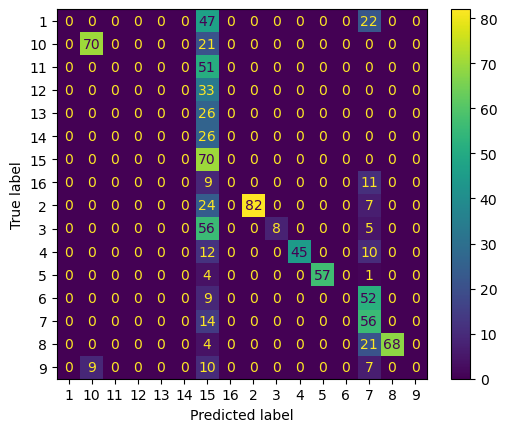 1 0 0 0 0 0 0 47 0 0 0 0 0 0 22 0 0
10 0 70 0 0 0 0 21 0 0 0 0 0 0 0 0 0
11 0 0 0 0 0 0 51 0 0 0 0 0 0 0 0 0
12 0 0 0 0 0 0 33 0 0 0 0 0 0 0 0 0
13 0 0 0 0 0 0 26 0 0 0 0 0 0 0 0 0
14 0 0 0 0 0 0 26 0 0 0 0 0 0 0 0 0
15 0 0 0 0 0 0 70 0 0 0 0 0 0 0 0 0
16 0 0 0 0 0 0 9 0 0 0 0 0 0 11 0 0
2 0 0 0 0 0 0 24 0 82 0 0 0 0 7 0 0
3 0 0 0 0 0 0 56 0 0 8 0 0 0 5 0 0
4 0 0 0 0 0 0 12 0 0 0 45 0 0 10 0 0
5 0 0 0 0 0 0 4 0 0 0 0 57 0 1 0 0
6 0 0 0 0 0 0 9 0 0 0 0 0 0 52 0 0
7 0 0 0 0 0 0 14 0 0 0 0 0 0 56 0 0
8 0 0 0 0 0 0 4 0 0 0 0 0 0 21 68 0
9 0 9 0 0 0 0 10 0 0 0 0 0 0 7 0 0
1 10 11 12 13 14 15 16 2 3 4 5 6 7 8 9
Predicted label
True label
80
70
60
50
40
30
20
10
0